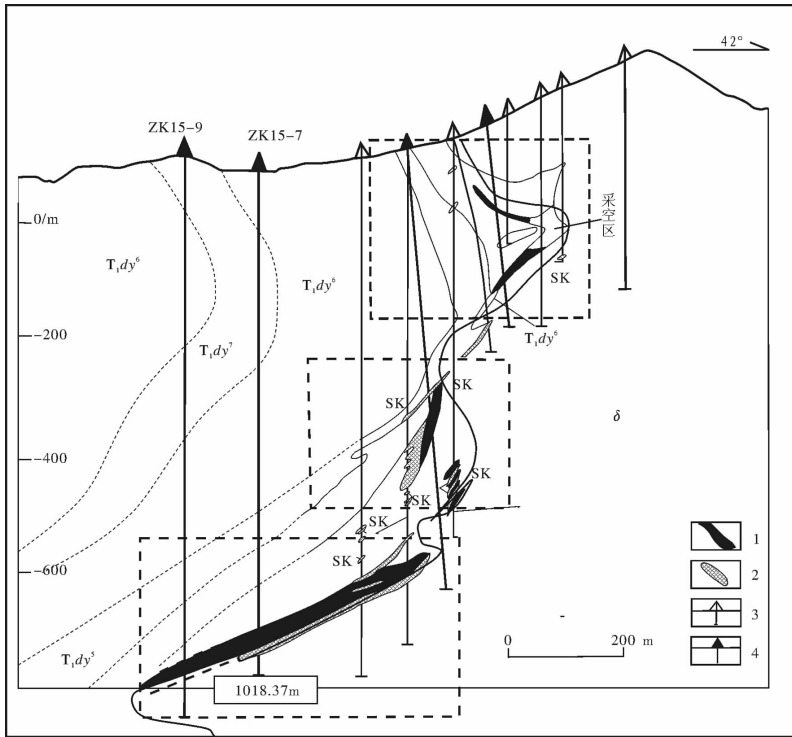 42°
ZK15-9
ZK15-7
0/m
采空区
T₁dy⁶
T₁dy⁶
SK
T₁dy⁶
-200
T₁dy⁷
SK
SK
δ
-400
SK
SK
SK
SK
-600
1
2
3
4
0
200 m
T₁dy⁵
1018.37m